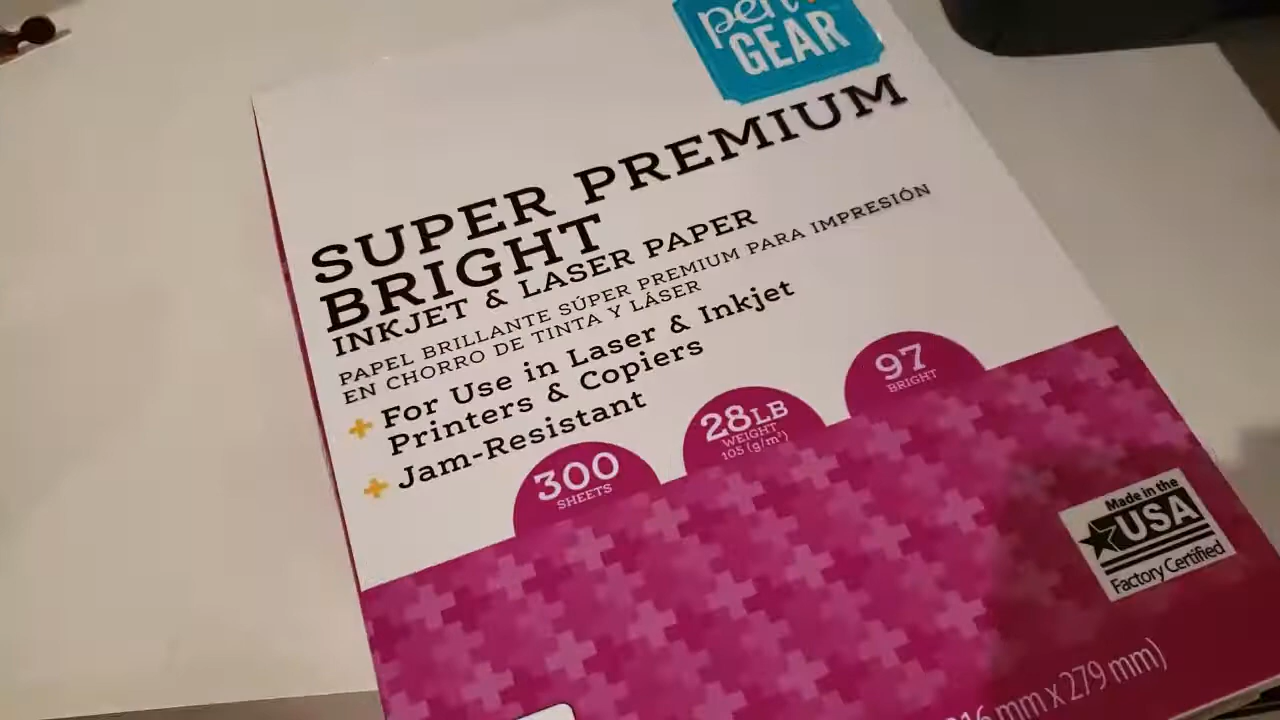 pen+
GEAR
SUPER PREMIUM
BRIGHT
INKJET & LASER PAPER
PAPEL BRILLANTE SÚPER PREMIUM PARA IMPRESIÓN
EN CHORRO DE TINTA Y LÁSER
For Use in Laser & Inkjet
Printers & Copiers
Jam-Resistant
300
SHEETS
28LB
WEIGHT
105 (g/m²)
97
BRIGHT
Made in the
USA
Factory Certified
mm x 279 mm)